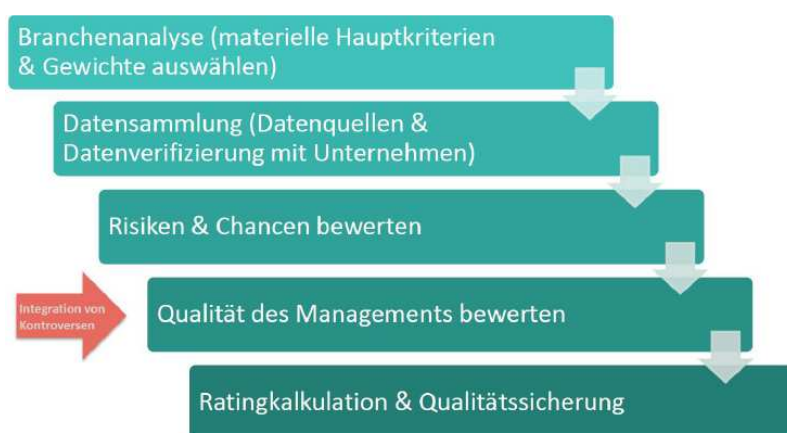 Branchenanalyse (materielle Hauptkriterien
& Gewichte auswählen)
Datensammlung (Datenquellen &
Datenverifizierung mit Unternehmen)
Risiken & Chancen bewerten
Integration von
Kontroversen
Qualität des Managements bewerten
Ratingkalkulation & Qualitätssicherung